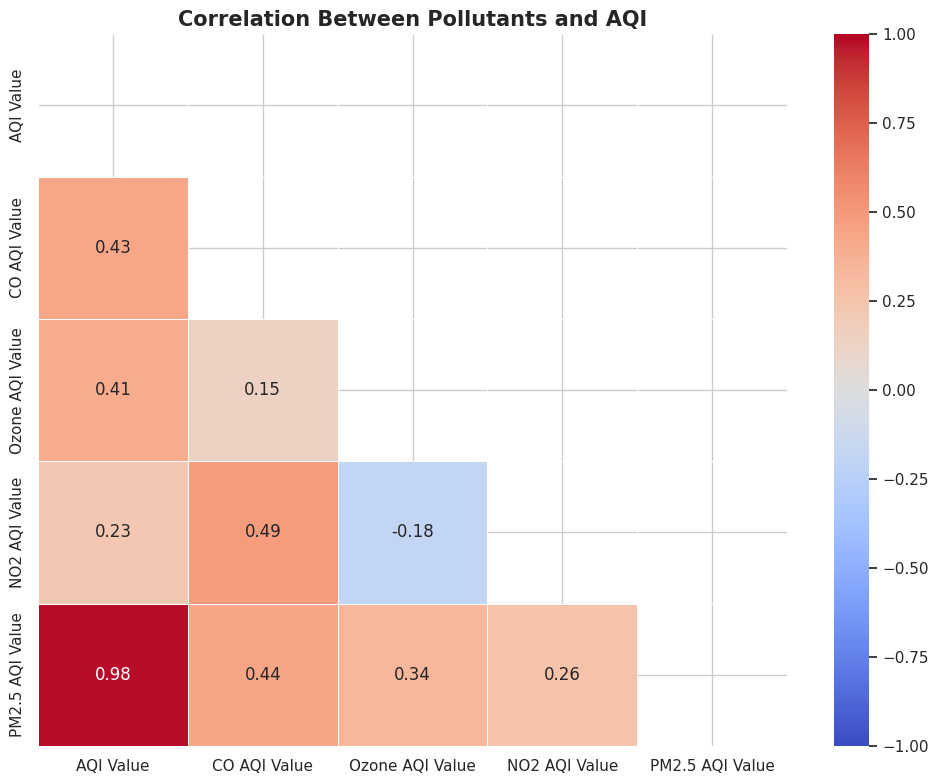 Correlation Between Pollutants and AQI
AQI Value
CO AQI Value
0.43
Ozone AQI Value
0.41 0.15
NO2 AQI Value
0.23 0.49 -0.18
PM2.5 AQI Value
0.98 0.44 0.34 0.26
AQI Value CO AQI Value Ozone AQI Value NO2 AQI Value PM2.5 AQI Value
1.00
0.75
0.50
0.25
0.00
−0.25
−0.50
−0.75
−1.00